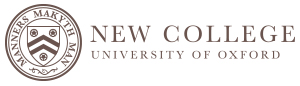 MANNERS MAKYTH MAN
NEW COLLEGE
UNIVERSITY OF OXFORD